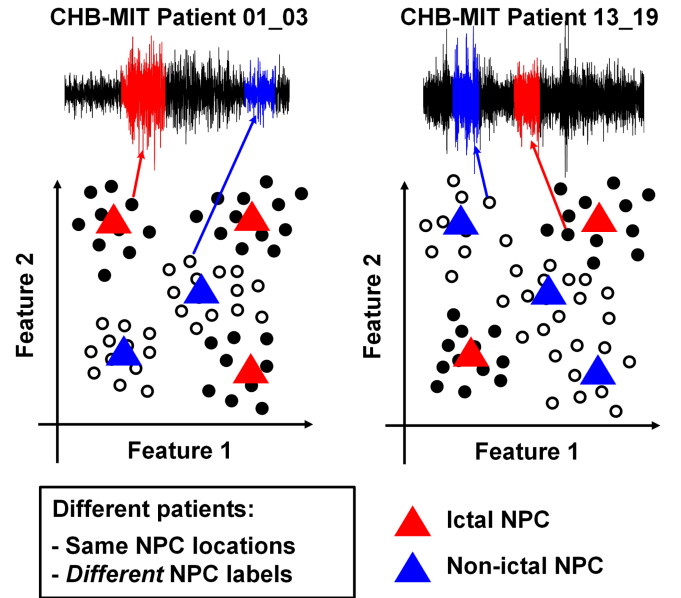 CHB-MIT Patient 01_03
CHB-MIT Patient 13_19
Feature 2
Feature 1
Feature 2
Feature 1
Different patients:
- Same NPC locations
- Different NPC labels
Ictal NPC
Non-ictal NPC